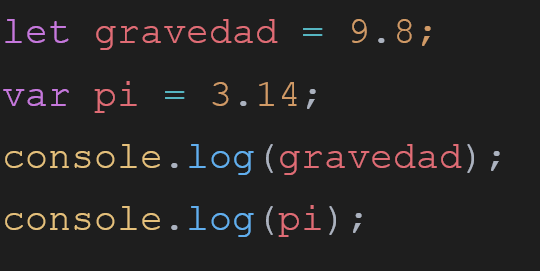 let gravedad = 9.8;
var pi = 3.14;
console.log(gravedad);
console.log(pi);